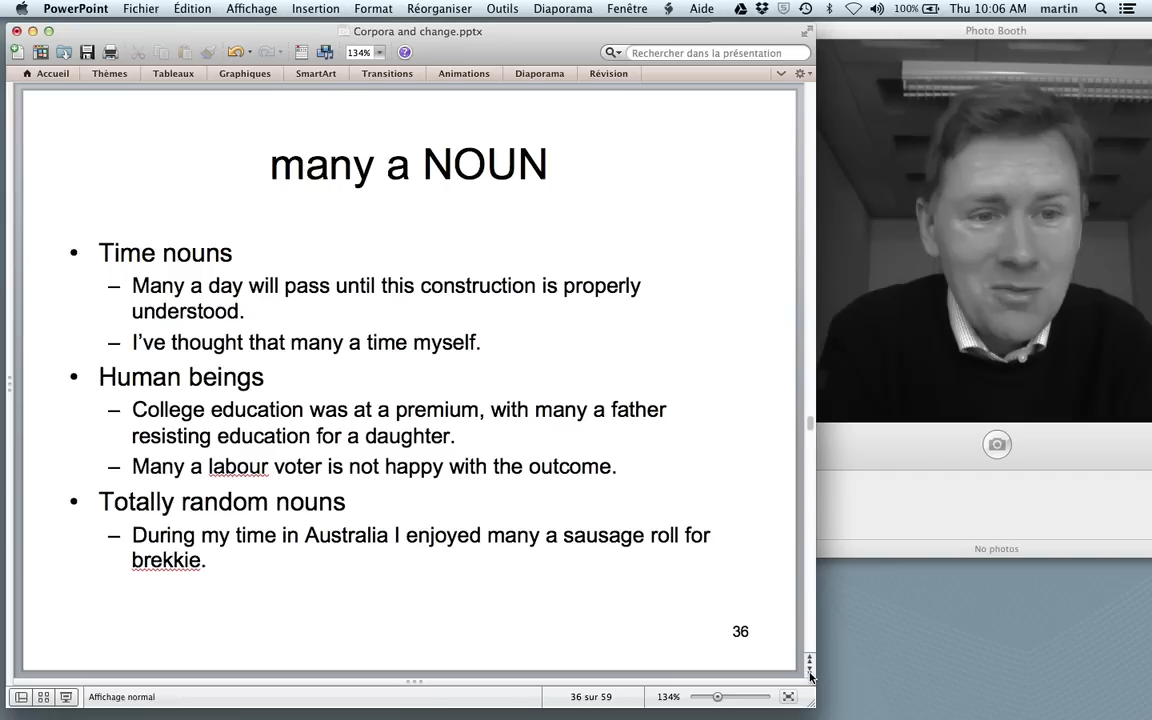 PowerPoint Fichier Édition Affichage Insertion Format Réorganiser Outils Diaporama Fenêtre Aide 100% Thu 10:06 AM martin
Corpora and change.pptx
Photo Booth
134%
Rechercher dans la présentation
Accueil Thèmes Tableaux Graphiques SmartArt Transitions Animations Diaporama Révision
many a NOUN
• Time nouns
– Many a day will pass until this construction is properly
understood.
– I’ve thought that many a time myself.
• Human beings
– College education was at a premium, with many a father
resisting education for a daughter.
– Many a labour voter is not happy with the outcome.
• Totally random nouns
– During my time in Australia I enjoyed many a sausage roll for
brekkie.
36
No photos
Affichage normal 36 sur 59 134%